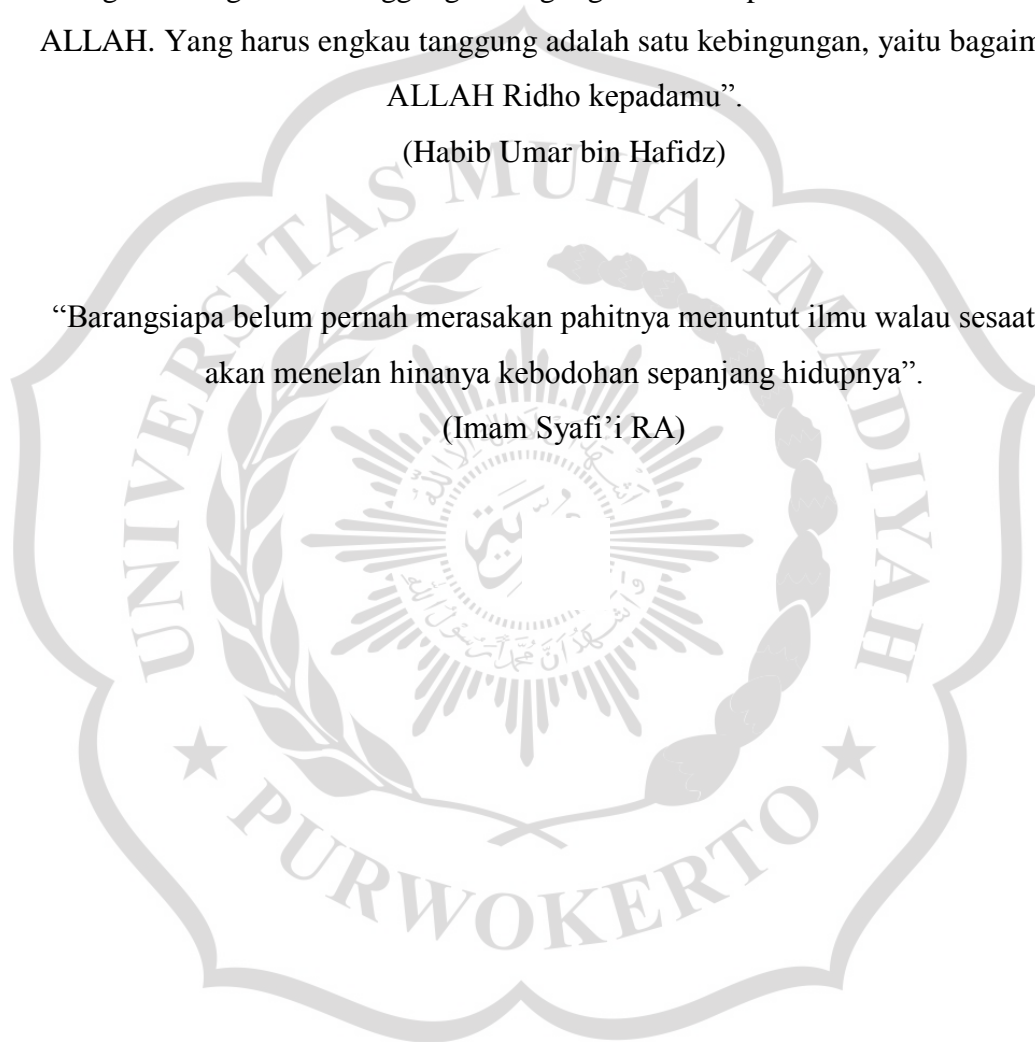 ALLAH. Yang harus engkau tanggung adalah satu kebingungan, yaitu
ALLAH Ridho kepadamu”.
(Habib Umar bin Hafidz)
“Barangsiapa belum pernah merasakan pahitnya menuntut ilmu walau sesaat
akan menelan hinanya kebodohan sepanjang hidupnya”.
(Imam Syafi’i RA)
UNIVERSITAS MUHAMMADIYAH
PURWOKERTO